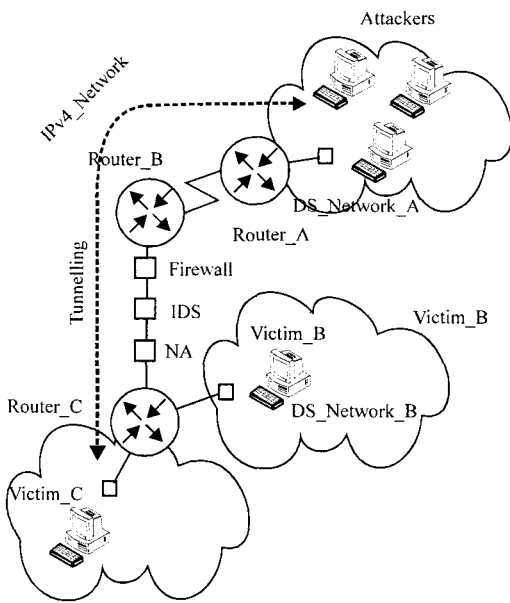 Attackers
IPv4_Network
Router_B
DS_Network_A
Router_A
Tunnelling
Firewall
IDS
NA
Victim_B
Victim_B
DS_Network_B
Router_C
Victim_C